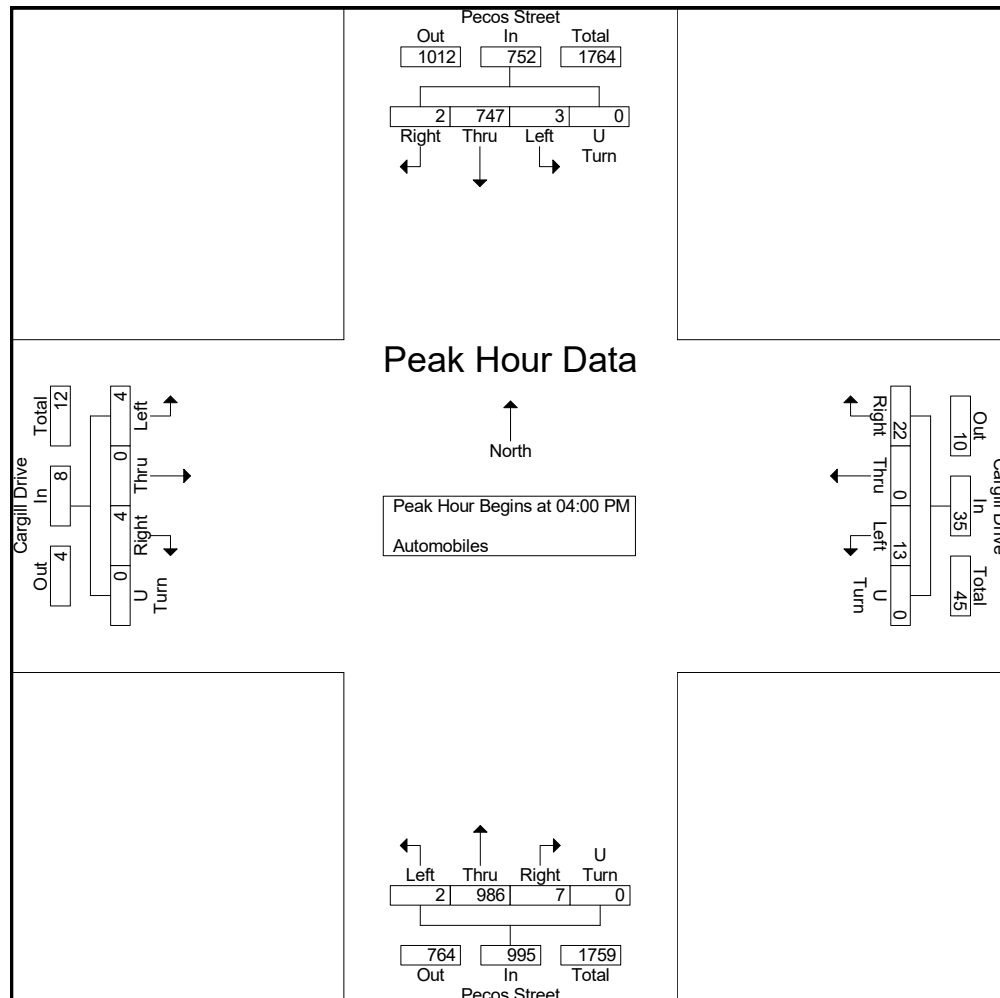 Pecos Street
Out In Total
1012 752 1764
2 747 3 0
Right Thru Left U Turn
Peak Hour Data
North
Peak Hour Begins at 04:00 PM
Automobiles
Cargill Drive
Total In Out
12 8 4
4 0 4 0
Left Thru Right U Turn
Right Thru Left U Turn
22 0 13 0
10 35 45
Out In Total
Cargill Drive
Left Thru Right U Turn
2 986 7 0
764 995 1759
Out In Total
Pecos Street